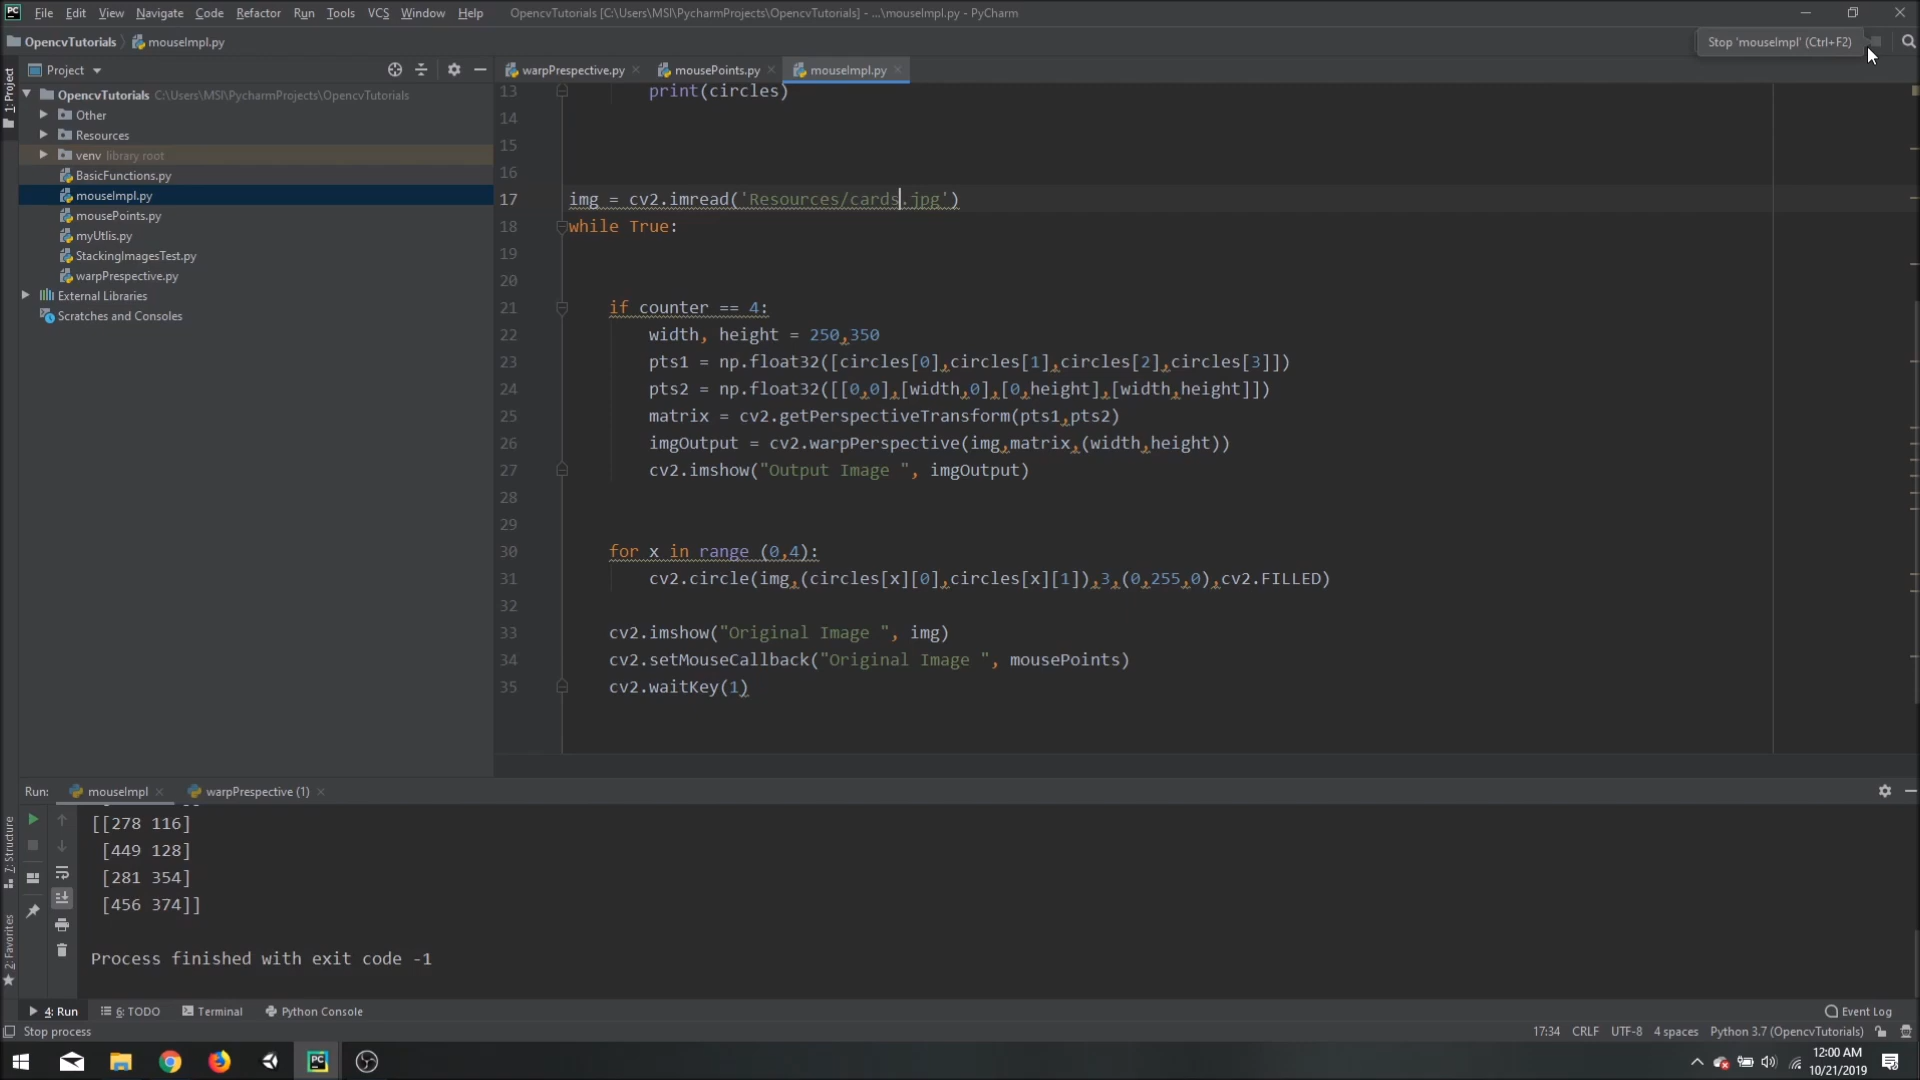 File Edit View Navigate Code Refactor Run Tools VCS Window Help OpencvTutorials [C:\Users\MSI\PycharmProjects\OpencvTutorials] - ...\mouseImpl.py - PyCharm
OpencvTutorials mouseImpl.py
Stop 'mouseImpl' (Ctrl+F2)
Project
warpPrespective.py mousePoints.py mouseImpl.py
1: Project
OpencvTutorials C:\Users\MSI\PycharmProjects\OpencvTutorials
Other
Resources
venv library root
BasicFunctions.py
mouseImpl.py
mousePoints.py
myUtlis.py
StackingImagesTest.py
warpPrespective.py
External Libraries
Scratches and Consoles
13 print(circles)
14
15
16
17 img = cv2.imread('Resources/cards.jpg')
18 while True:
19
20
21 if counter == 4:
22 width, height = 250,350
23 pts1 = np.float32([circles[0],circles[1],circles[2],circles[3]])
24 pts2 = np.float32([[0,0],[width,0],[0,height],[width,height]])
25 matrix = cv2.getPerspectiveTransform(pts1,pts2)
26 imgOutput = cv2.warpPerspective(img,matrix,(width,height))
27 cv2.imshow("Output Image ", imgOutput)
28
29
30 for x in range (0,4):
31 cv2.circle(img,(circles[x][0],circles[x][1]),3,(0,255,0),cv2.FILLED)
32
33 cv2.imshow("Original Image ", img)
34 cv2.setMouseCallback("Original Image ", mousePoints)
35 cv2.waitKey(1)
Run: mouseImpl warpPrespective (1)
[[278 116]
[449 128]
[281 354]
[456 374]]
Process finished with exit code -1
7: Structure
2: Favorites
4: Run 6: TODO Terminal Python Console Event Log
Stop process 17:34 CRLF UTF-8 4 spaces Python 3.7 (OpencvTutorials)
PC
12:00 AM
10/21/2019